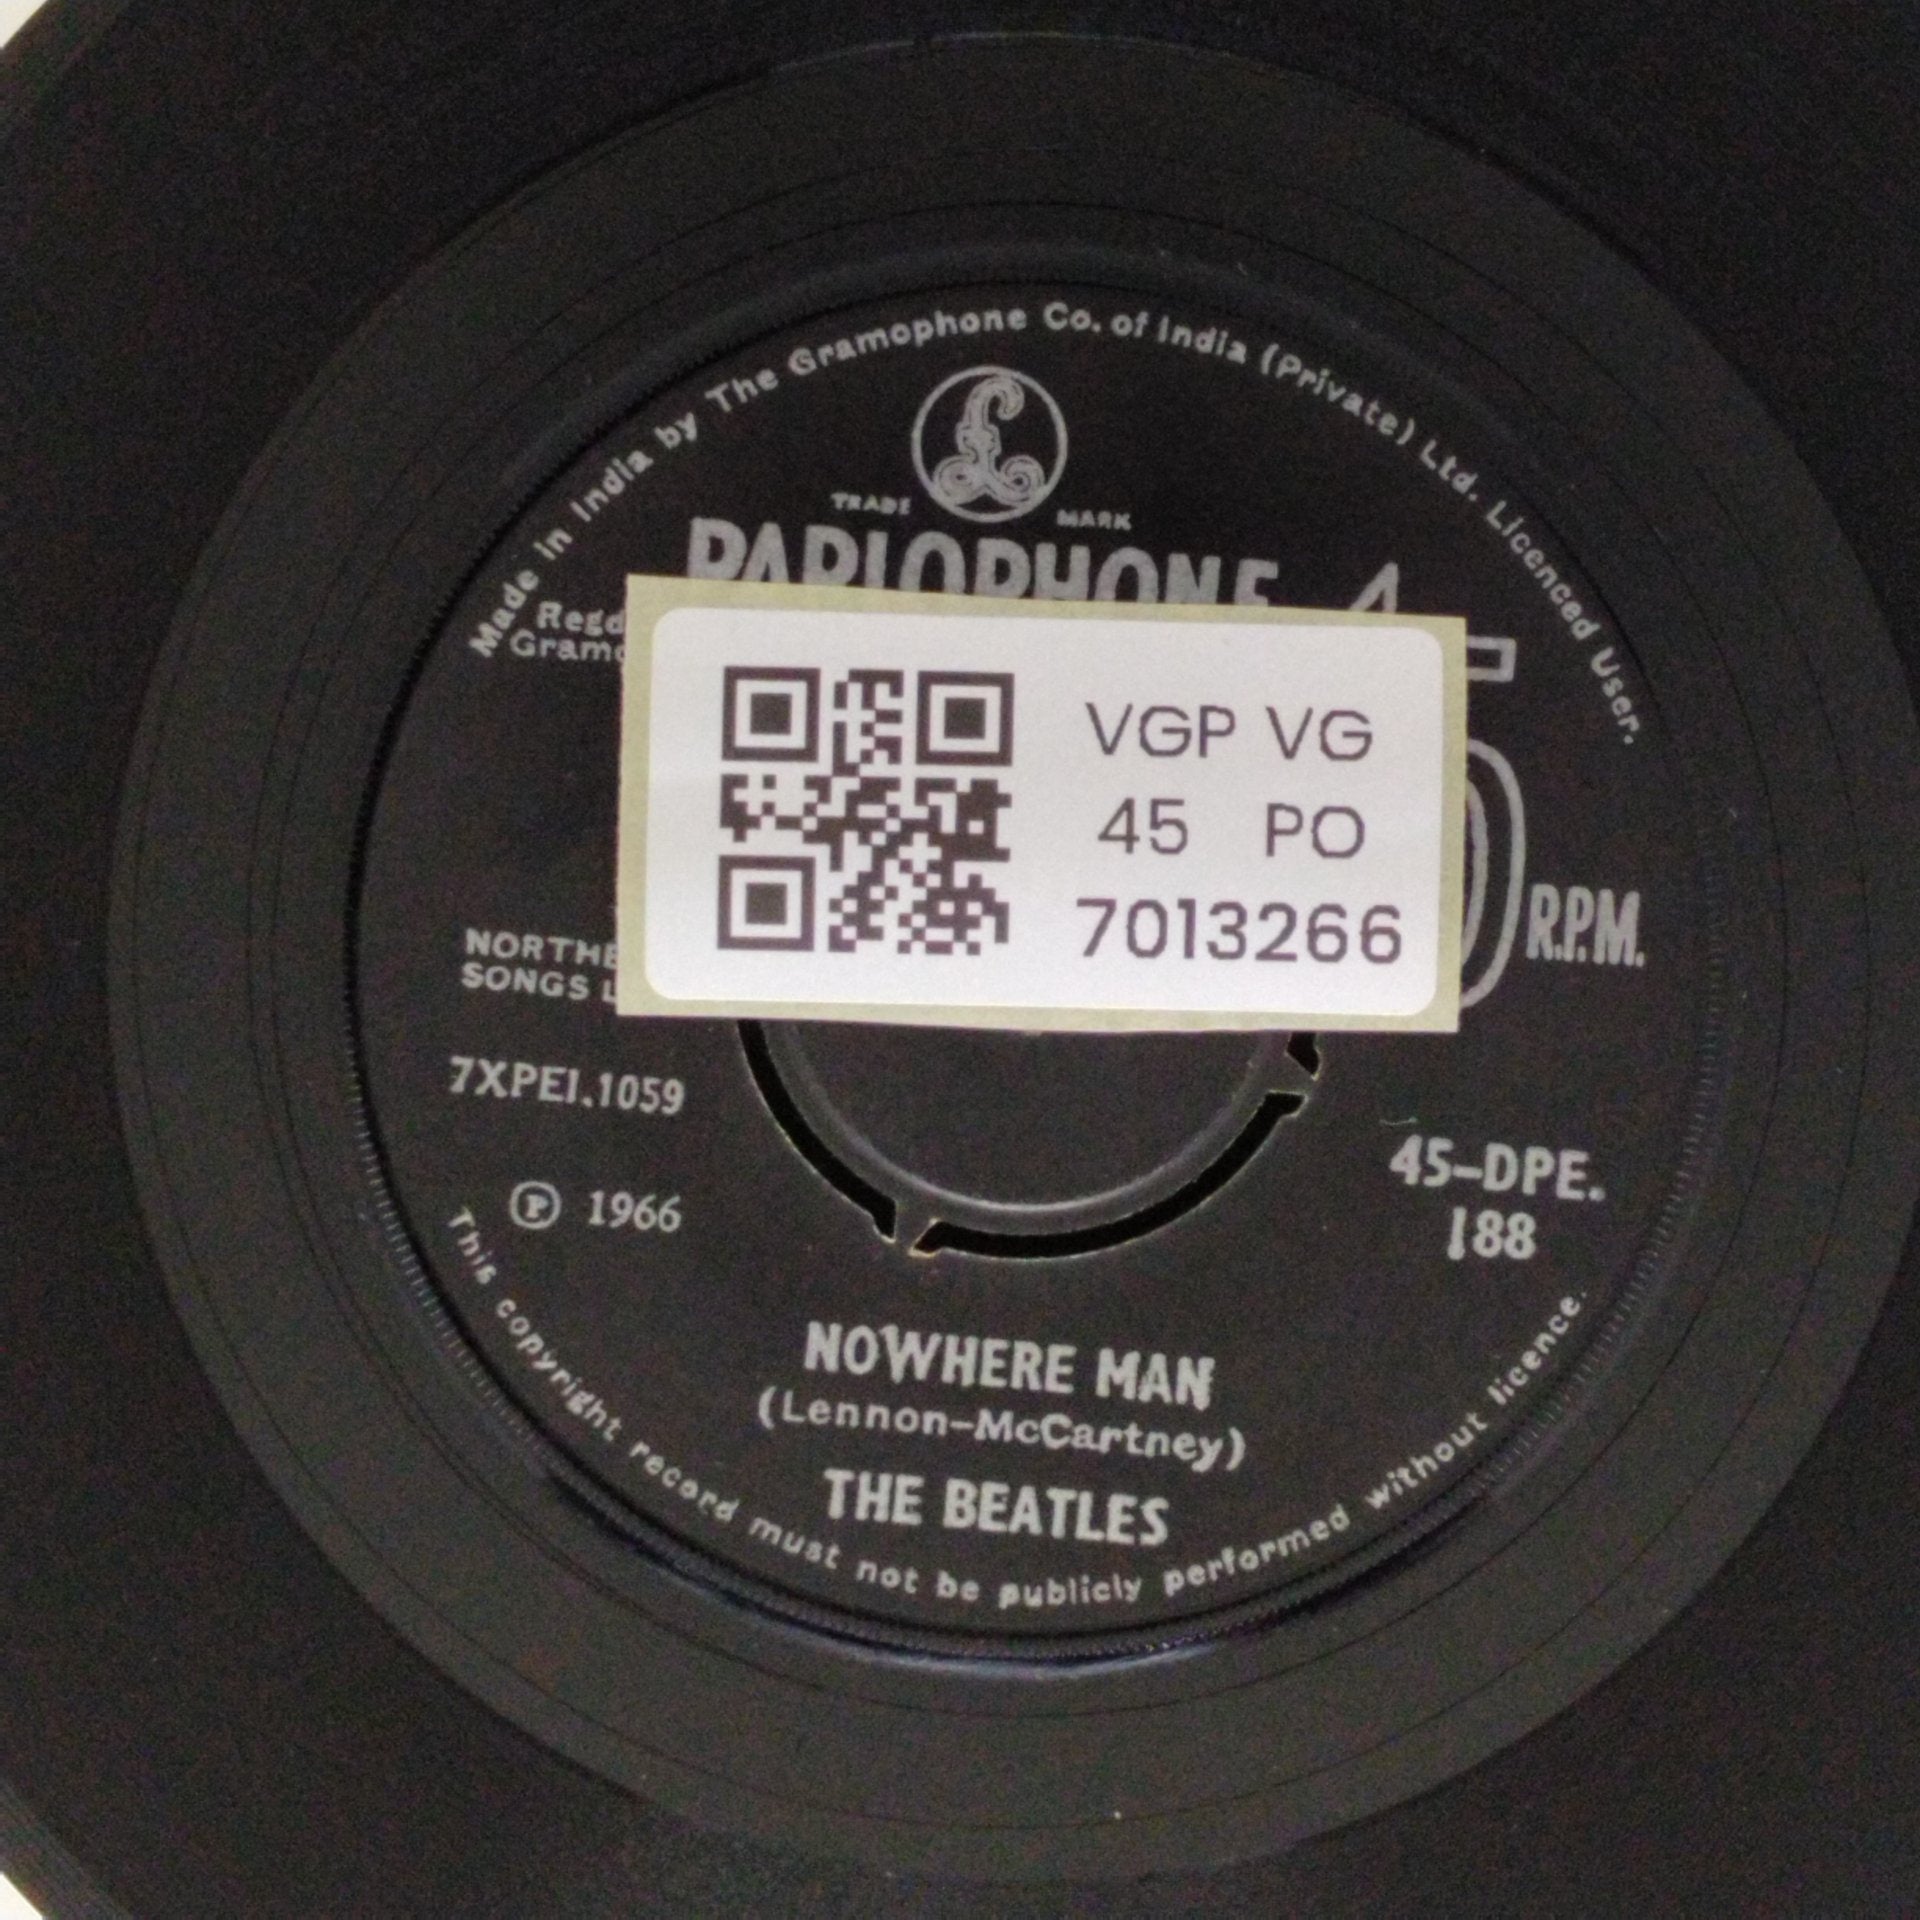 Made in India by The Gramophone Co. of India (Private) Ltd. Licenced User.
TRADE MARK
PARLOPHONE 45
Regd
Gramo
VGP VG
45 PO
7013266
R.P.M.
NORTHE
SONGS L
7XPEI.1059
45-DPE.
188
Ⓟ 1966
NOWHERE MAN
(Lennon-McCartney)
THE BEATLES
This copyright record must not be publicly performed without licence.